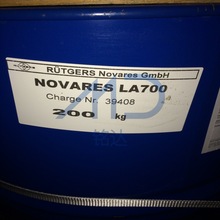 RÜTGERS Novares GmbH
NOVARES LA700
Charge Nr. 39408
200 kg